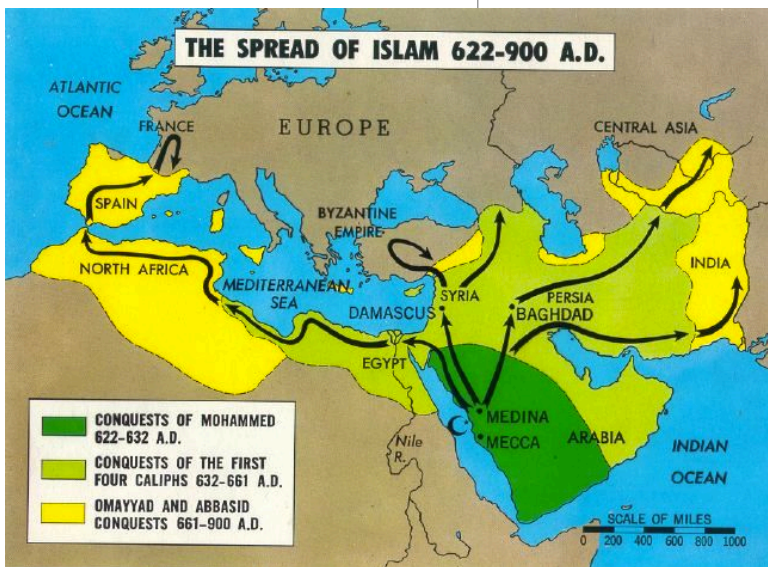 THE SPREAD OF ISLAM 622-900 A.D.
ATLANTIC
OCEAN
FRANCE
EUROPE
CENTRAL ASIA
SPAIN
BYZANTINE
EMPIRE
NORTH AFRICA
MEDITERRANEAN
SEA
SYRIA
DAMASCUS
PERSIA
BAGHDAD
INDIA
EGYPT
MEDINA
MECCA
ARABIA
Nile
R.
INDIAN
OCEAN
CONQUESTS OF MOHAMMED
622-632 A.D.
CONQUESTS OF THE FIRST
FOUR CALIPHS 632-661 A.D.
OMAYYAD AND ABBASID
CONQUESTS 661-900 A.D.
SCALE OF MILES
0 200 400 600 800 1000